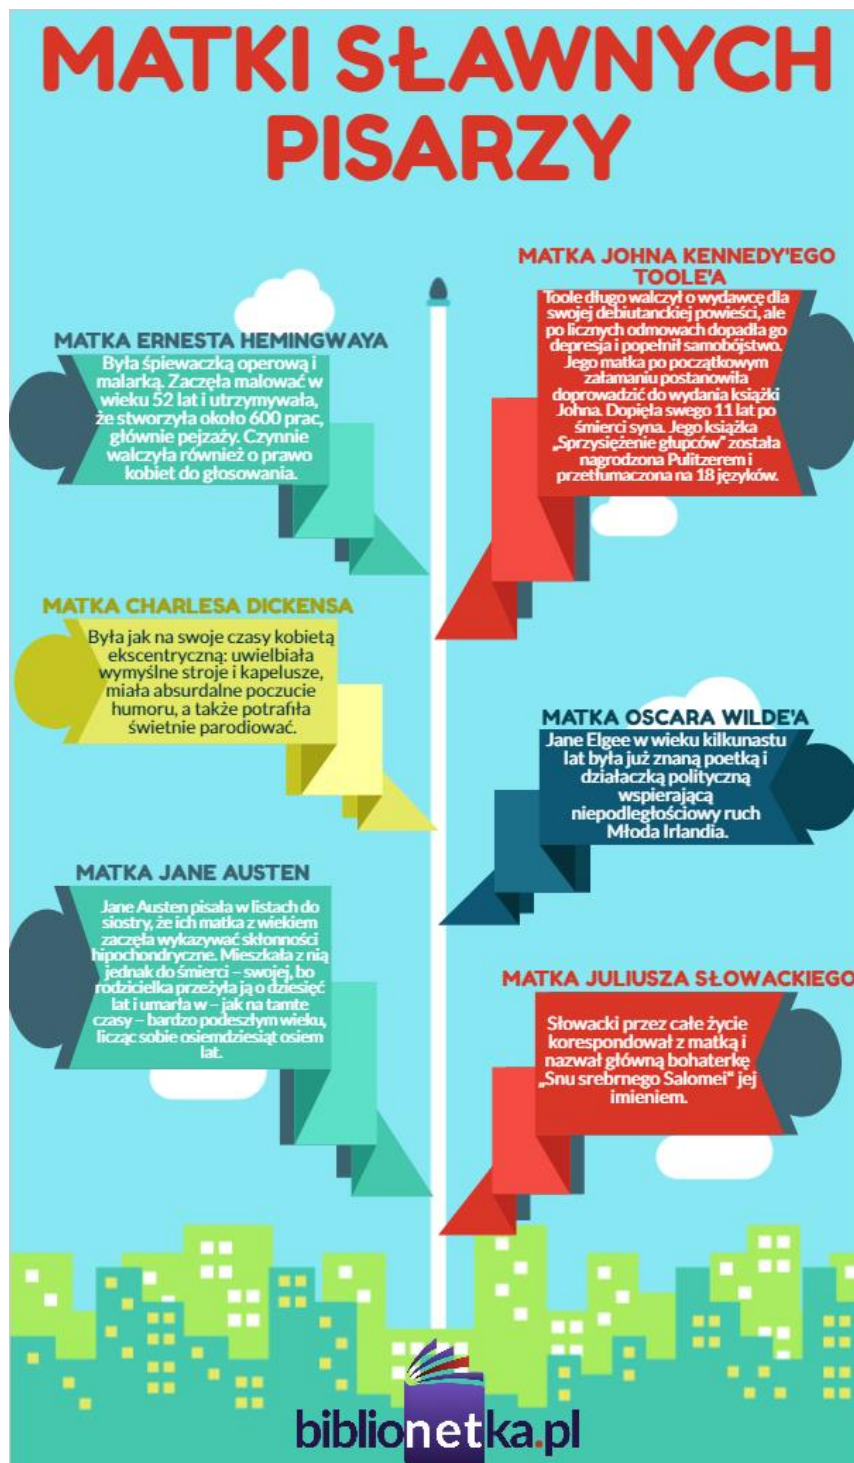 MATKI SŁAWNYCH
PISARZY
MATKA JOHNA KENNEDY'EGO
TOOLE'A
Toole długo walczył o wydawcę dla
swojej debiutanckiej powieści, ale
po licznych odmowach dopadła go
depresja i popełnił samobójstwo.
Jego matka po początkowym
załamaniu postanowiła
doprowadzić do wydania książki
Johna. Dopięła swego 11 lat po
śmierci syna. Jego książka
„Sprzysiężenie głupców" została
nagrodzona Pulitzerem i
przetłumaczona na 18 języków.
MATKA ERNESTA HEMINGWAYA
Była śpiewaczką operową i
malarką. Zaczęła malować w
wieku 52 lat i utrzymywała,
że stworzyła około 600 prac,
głównie pejzaży. Czynnie
walczyła również o prawo
kobiet do głosowania.
MATKA CHARLESA DICKENSA
Była jak na swoje czasy kobietą
ekscentryczną: uwielbiała
wymyślne stroje i kapelusze,
miała absurdalne poczucie
humoru, a także potrafiła
świetnie parodiować.
MATKA OSCARA WILDE'A
Jane Elgee w wieku kilkunastu
lat była już znaną poetką i
działaczką polityczną
wspierającą
niepodległościowy ruch
Młoda Irlandia.
MATKA JANE AUSTEN
Jane Austen pisała w listach do
siostry, że ich matka z wiekiem
zaczęła wykazywać skłonności
hipochondryczne. Mieszkała z nią
jednak do śmierci – swojej, bo
rodzicielka przeżyła ją o dziesięć
lat i umarła w – jak na tamte
czasy – bardzo podeszłym wieku,
licząc sobie osiemdziesiąt osiem
lat.
MATKA JULIUSZA SŁOWACKIEGO
Słowacki przez całe życie
korespondował z matką i
nazwał główną bohaterkę
„Snu srebrnego Salomei" jej
imieniem.
biblionetka.pl